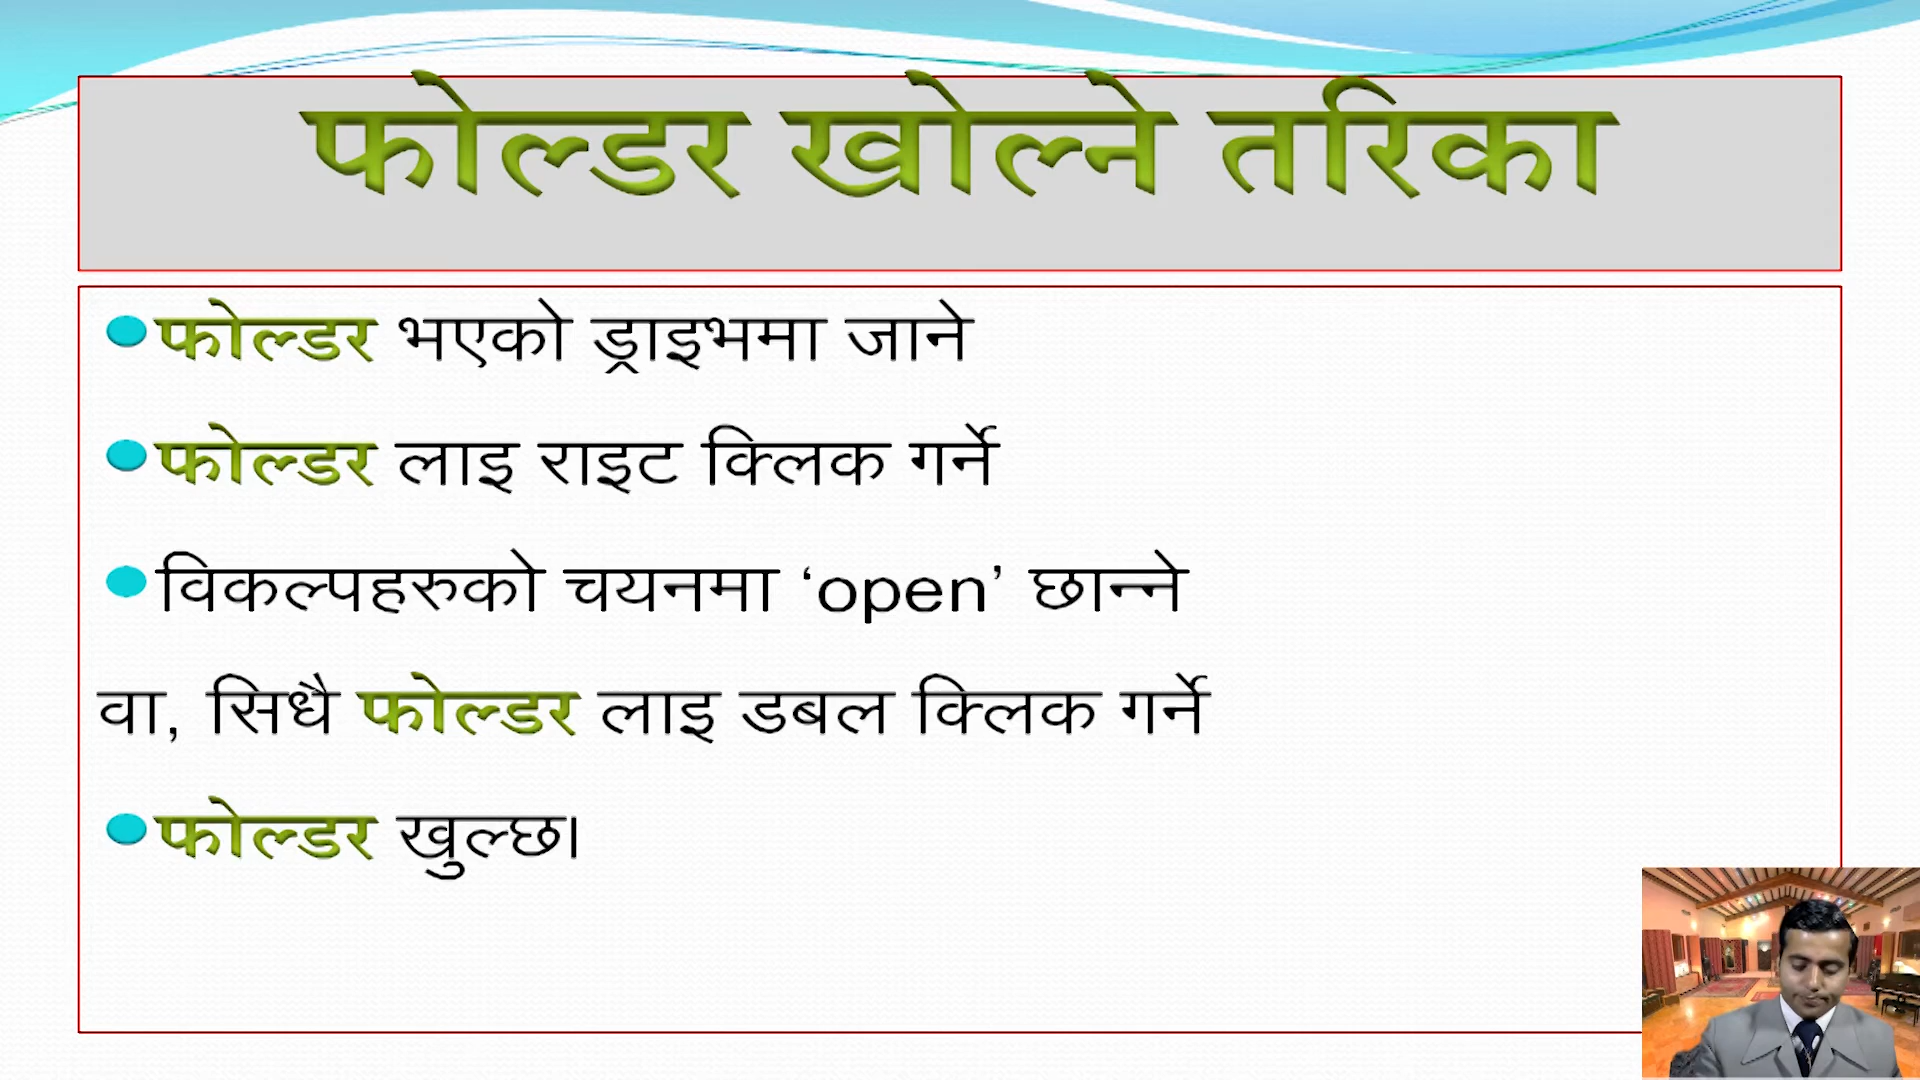 फोल्डर खोल्ने तरिका
फोल्डर भएको ड्राइभमा जाने
फोल्डर लाइ राइट क्लिक गर्ने
विकल्पहरुको चयनमा ‘open’ छान्ने
वा, सिधै फोल्डर लाइ डबल क्लिक गर्ने
फोल्डर खुल्छ।